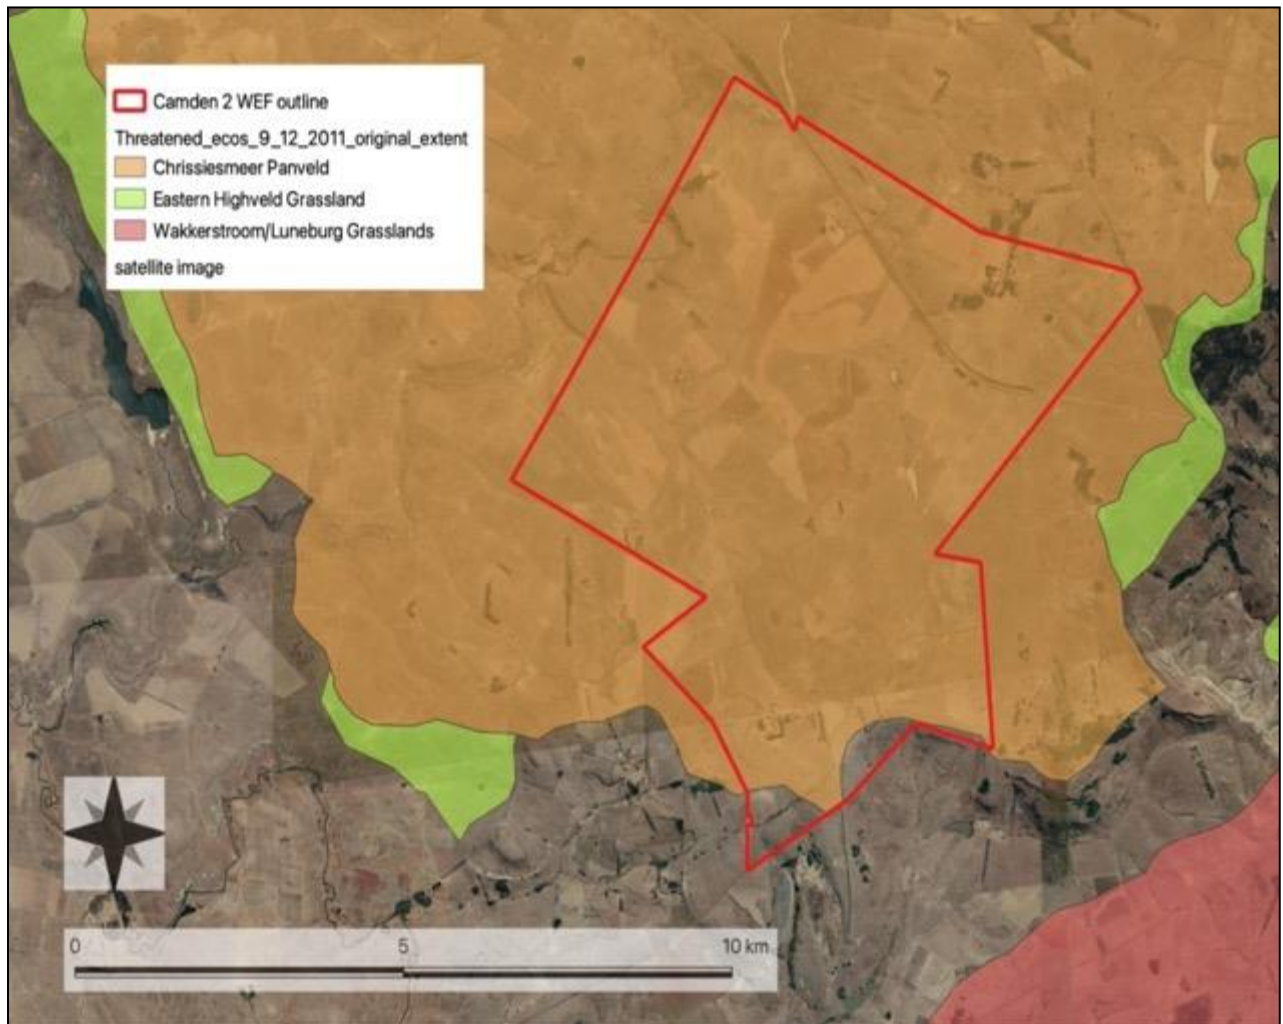 Camden 2 WEF outline
Threatened_ecos_9_12_2011_original_extent
Chrissiesmeer Panveld
Eastern Highveld Grassland
Wakkerstroom/Luneburg Grasslands
satellite image
0 5 10 km